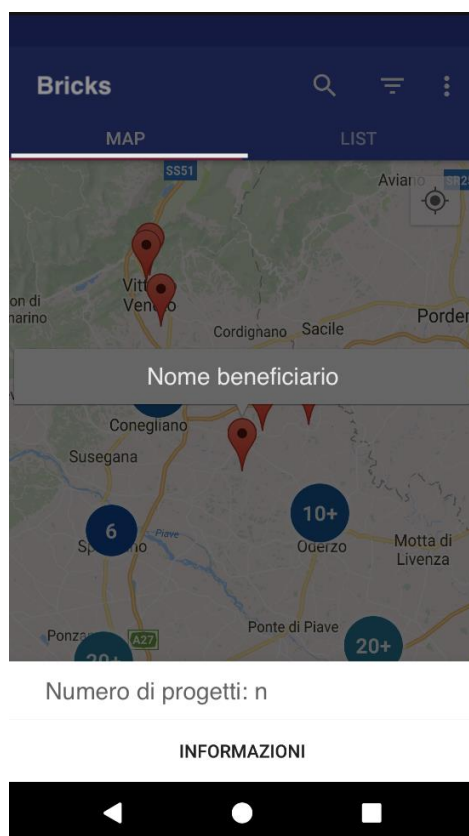 Bricks
MAP
LIST
SS51
Aviano
Vittorio
Veneto
Cordignano
Sacile
Nome beneficiario
Conegliano
Susegana
6
10+
Oderzo
Piave
Motta di
Livenza
Ponte di Piave
A27
20+
20+
Numero di progetti: n
INFORMAZIONI